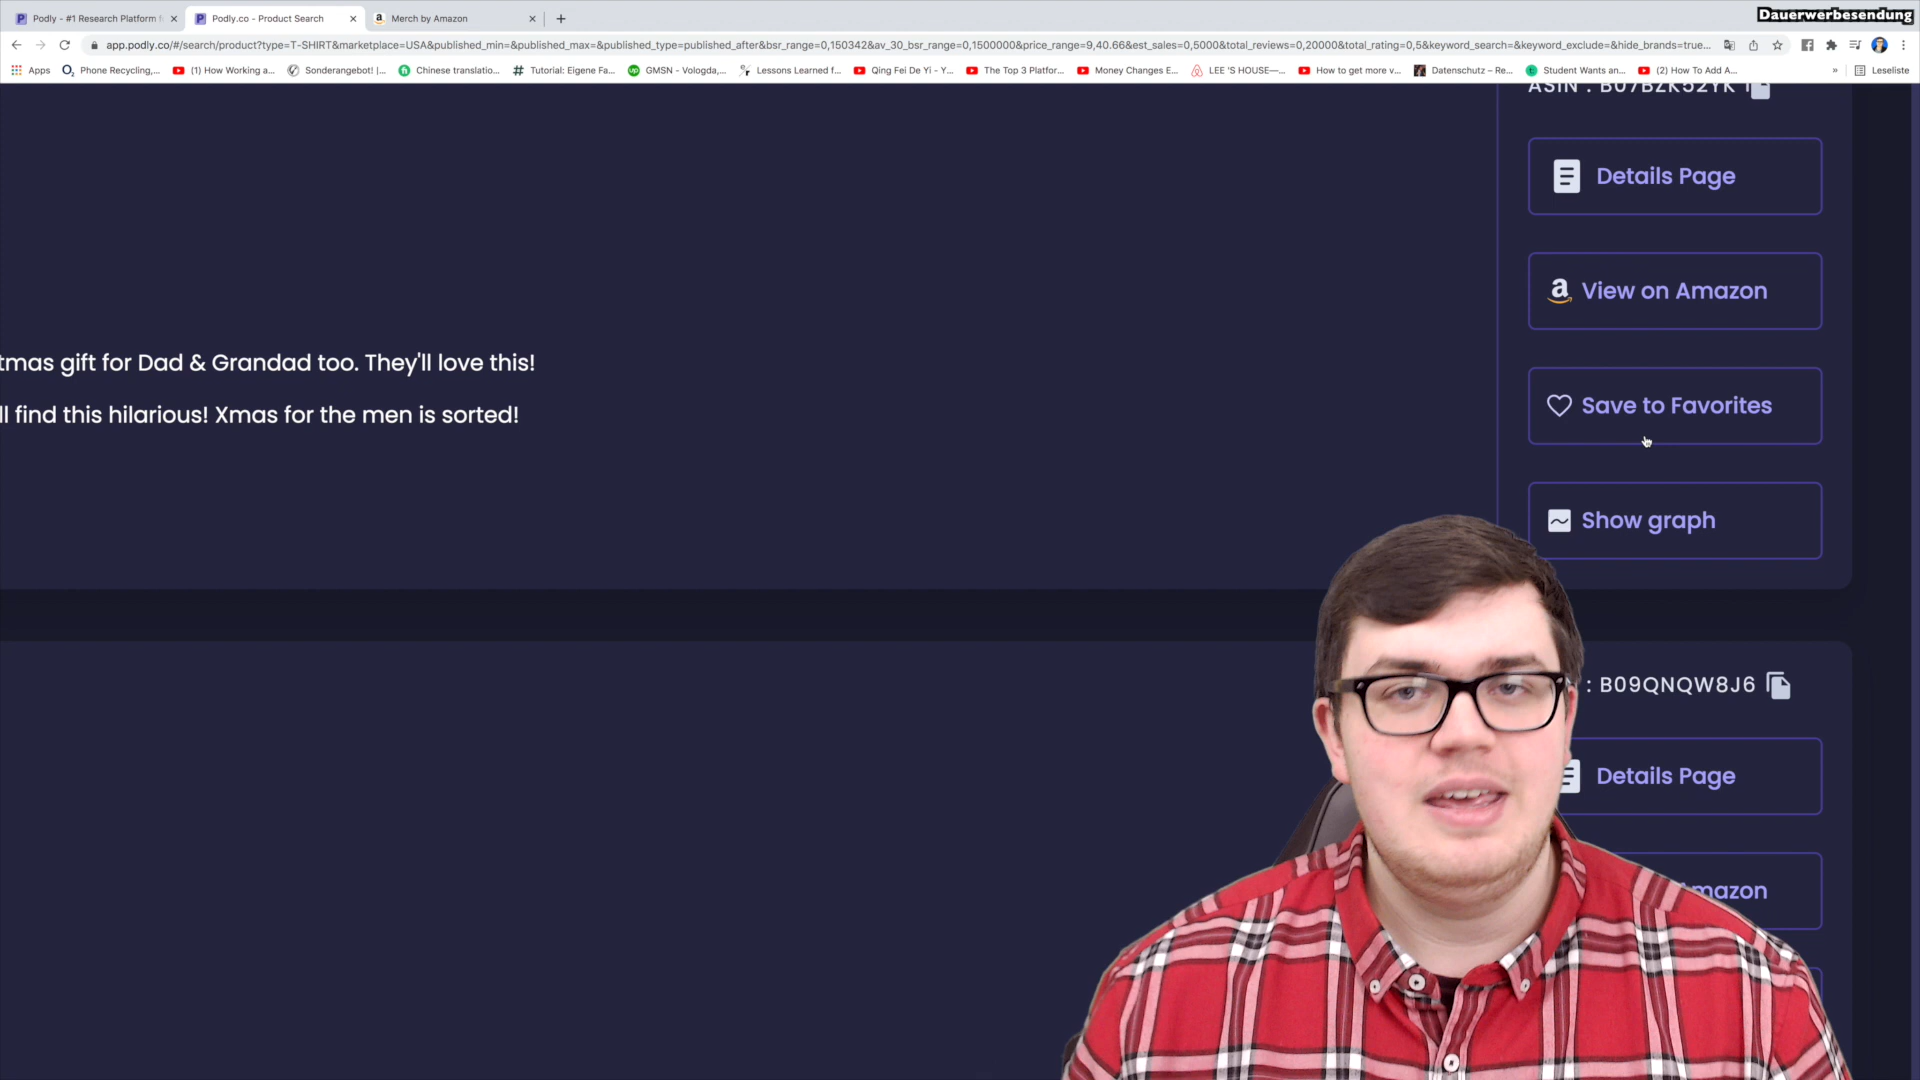 Podly - #1 Research Platform f
Podly.co - Product Search
Merch by Amazon
Dauerwerbesendung
app.podly.co/#/search/product?type=T-SHIRT&marketplace=USA&published_min=&published_max=&published_type=published_after&bsr_range=0,150342&av_30_bsr_range=0,1500000&price_range=9,40.66&est_sales=0,5000&total_reviews=0,20000&total_rating=0,5&keyword_search=&keyword_exclude=&hide_brands=true...
Apps
Phone Recycling,...
(1) How Working a...
Sonderangebot! |...
Chinese translatio...
Tutorial: Eigene Fa...
GMSN - Vologda,...
Lessons Learned f...
Qing Fei De Yi - Y...
The Top 3 Platfor...
Money Changes E...
LEE 'S HOUSE—...
How to get more v...
Datenschutz – Re...
Student Wants an...
(2) How To Add A...
»
Leseliste
ASIN : B07BZK52YK
Details Page
View on Amazon
tmas gift for Dad & Grandad too. They'll love this!
Save to Favorites
ll find this hilarious! Xmas for the men is sorted!
Show graph
: B09QNQW8J6
Details Page
mazon